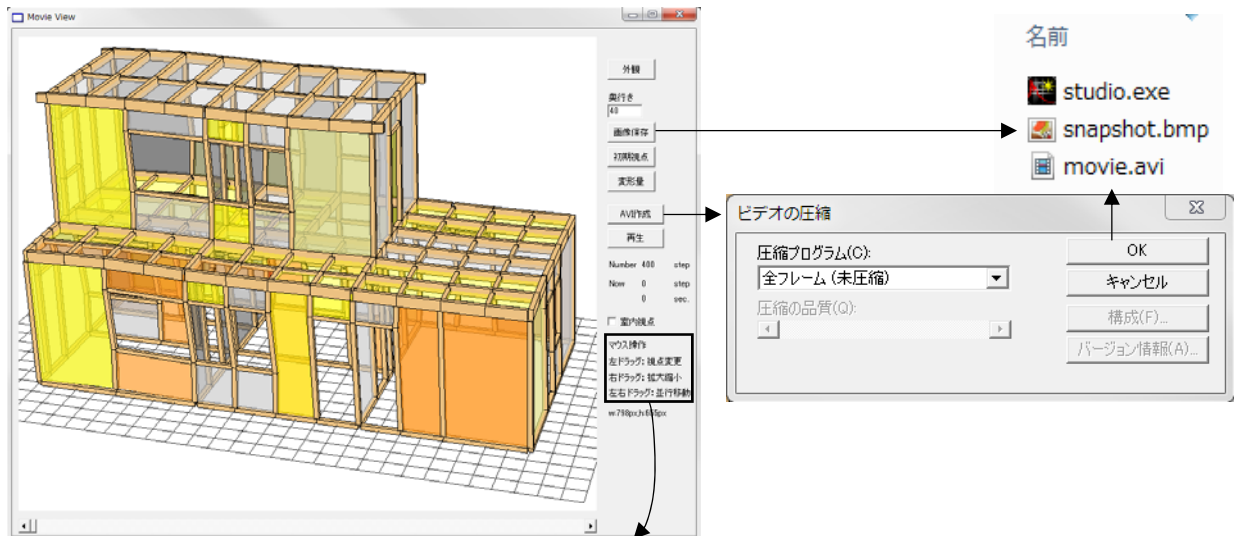 Movie View
外観
奥行き
40
画像保存
初期視点
変形量
AVI作成
再生
Number 400 step
Now 0 step
0 sec.
室内視点
マウス操作
左ドラッグ: 視点変更
右ドラッグ: 拡大縮小
左右ドラッグ: 並行移動
名前
studio.exe
snapshot.bmp
movie.avi
ビデオの圧縮
圧縮プログラム(C):
全フレーム (未圧縮)
圧縮の品質(Q):
OK
キャンセル
構成(F)...
バージョン情報(A)...